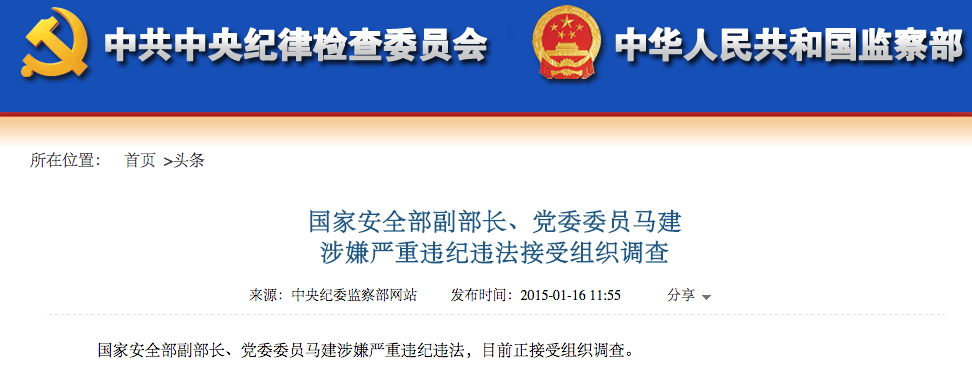 中共中央纪律检查委员会 中华人民共和国监察部
所在位置： 首页 >头条
国家安全部副部长、党委委员马建
涉嫌严重违纪违法接受组织调查
来源：中央纪委监察部网站 发布时间：2015-01-16 11:55 分享
国家安全部副部长、党委委员马建涉嫌严重违纪违法，目前正接受组织调查。